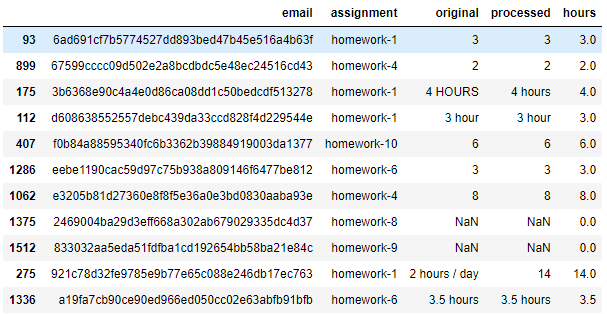 email assignment original processed hours
93 6ad691cf7b5774527dd893bed47b45e516a4b63f homework-1 3 3 3.0
899 67599cccc09d502e2a8bcdbdc5e48ec24516cd43 homework-4 2 2 2.0
175 3b6368e90c4a4e0d86ca08dd1c50bedcdf513278 homework-1 4 HOURS 4 hours 4.0
112 d608638552557debc439da33ccd828f4d229544e homework-1 3 hour 3 hour 3.0
407 f0b84a88595340fc6b3362b39884919003da1377 homework-10 6 6 6.0
1286 eebe1190cac59d97c75b938a809146f6477be812 homework-6 3 3 3.0
1062 e3205b81d27360e8f8f5e36a0e3bd0830aaba93e homework-4 8 8 8.0
1375 2469004ba29d3eff668a302ab679029335dc4d37 homework-8 NaN NaN 0.0
1512 833032aa5eda51fdfba1cd192654bb58ba21e84c homework-9 NaN NaN 0.0
275 921c78d32fe9785e9b77e65c088e246db17ec763 homework-1 2 hours / day 14 14.0
1336 a19fa7cb90ce90ed966ed050cc02e63abfb91bfb homework-6 3.5 hours 3.5 hours 3.5